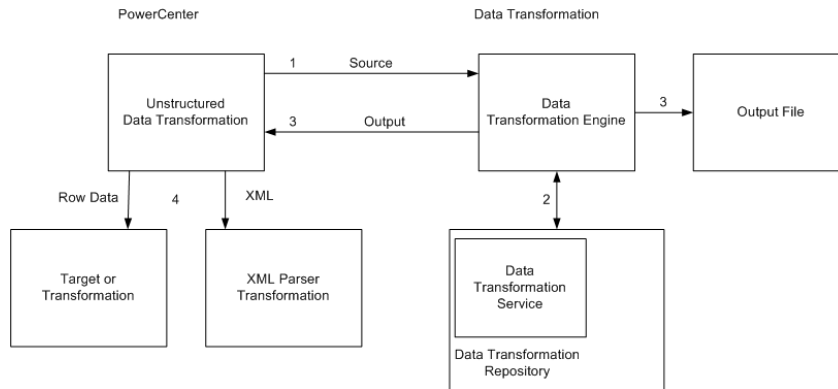 PowerCenter
Data Transformation
1
Source
Unstructured
Data Transformation
3
Output
Data
Transformation Engine
3
Output File
Row Data
4
XML
2
Target or
Transformation
XML Parser
Transformation
Data
Transformation
Service
Data Transformation
Repository